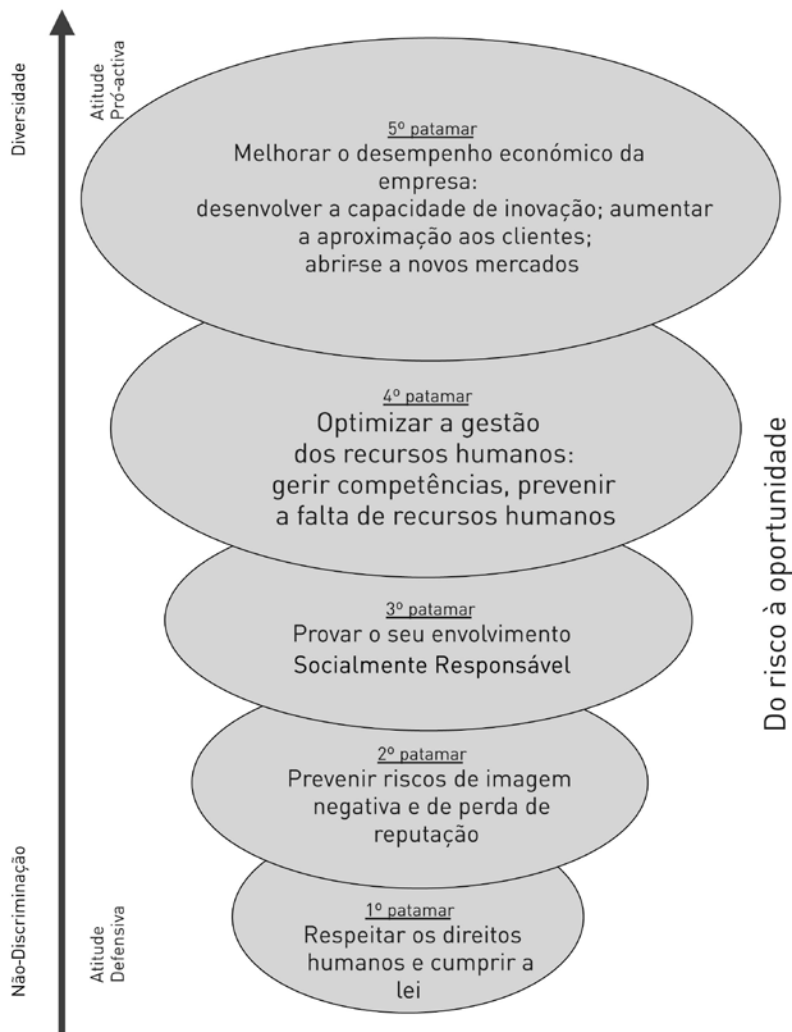 Diversidade
Atitude
Pró-activa
5º patamar
Melhorar o desempenho económico da
empresa:
desenvolver a capacidade de inovação; aumentar
a aproximação aos clientes;
abrir-se a novos mercados
4º patamar
Optimizar a gestão
dos recursos humanos:
gerir competências, prevenir
a falta de recursos humanos
Do risco à oportunidade
3º patamar
Provar o seu envolvimento
Socialmente Responsável
2º patamar
Prevenir riscos de imagem
negativa e de perda de
reputação
Não-Discriminação
Atitude
Defensiva
1º patamar
Respeitar os direitos
humanos e cumprir a
lei